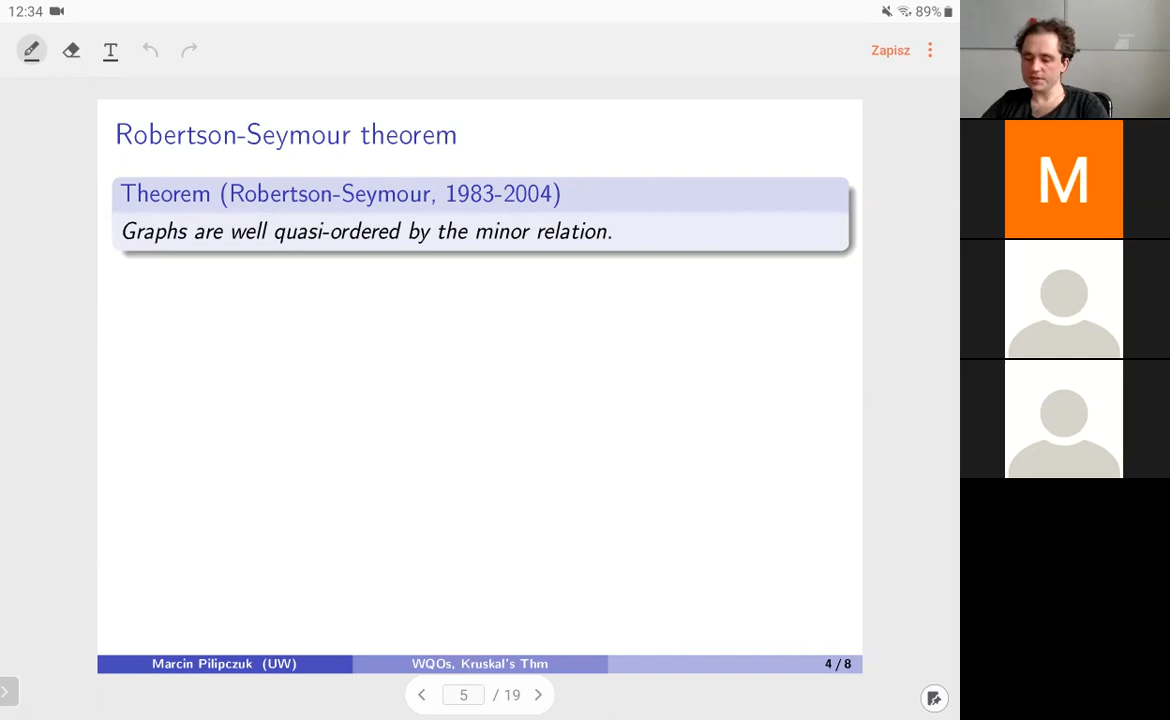 12:34
89%
T
Zapisz
Robertson-Seymour theorem
Theorem (Robertson-Seymour, 1983-2004)
Graphs are well quasi-ordered by the minor relation.
M
Marcin Pilipczuk (UW)
WQOs, Kruskal's Thm
4 / 8
5 / 19